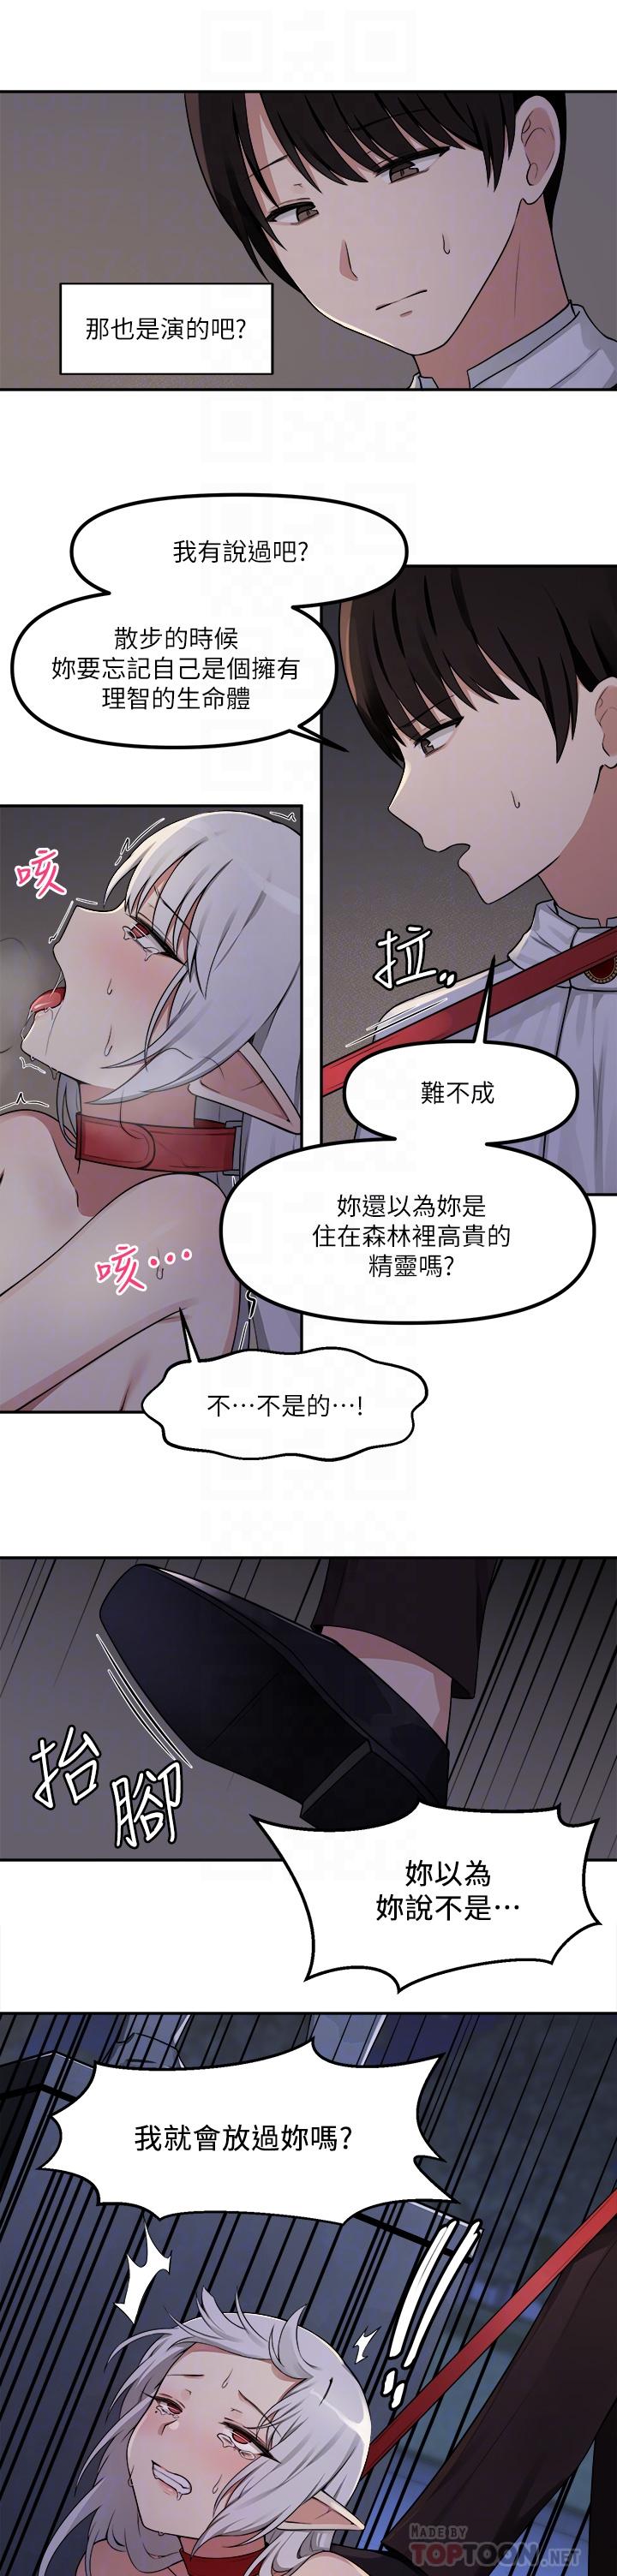 那也是演的吧?
我有說過吧?
散步的時候
妳要忘記自己是個擁有
理智的生命體
咳
拉
難不成
妳還以為妳是
住在森林裡高貴的
精靈嗎?
咳…
不…不是的…!
抬腳
妳以為
妳說不是…
我就會放過妳嗎?
MADE BY
TOPTOON.NET